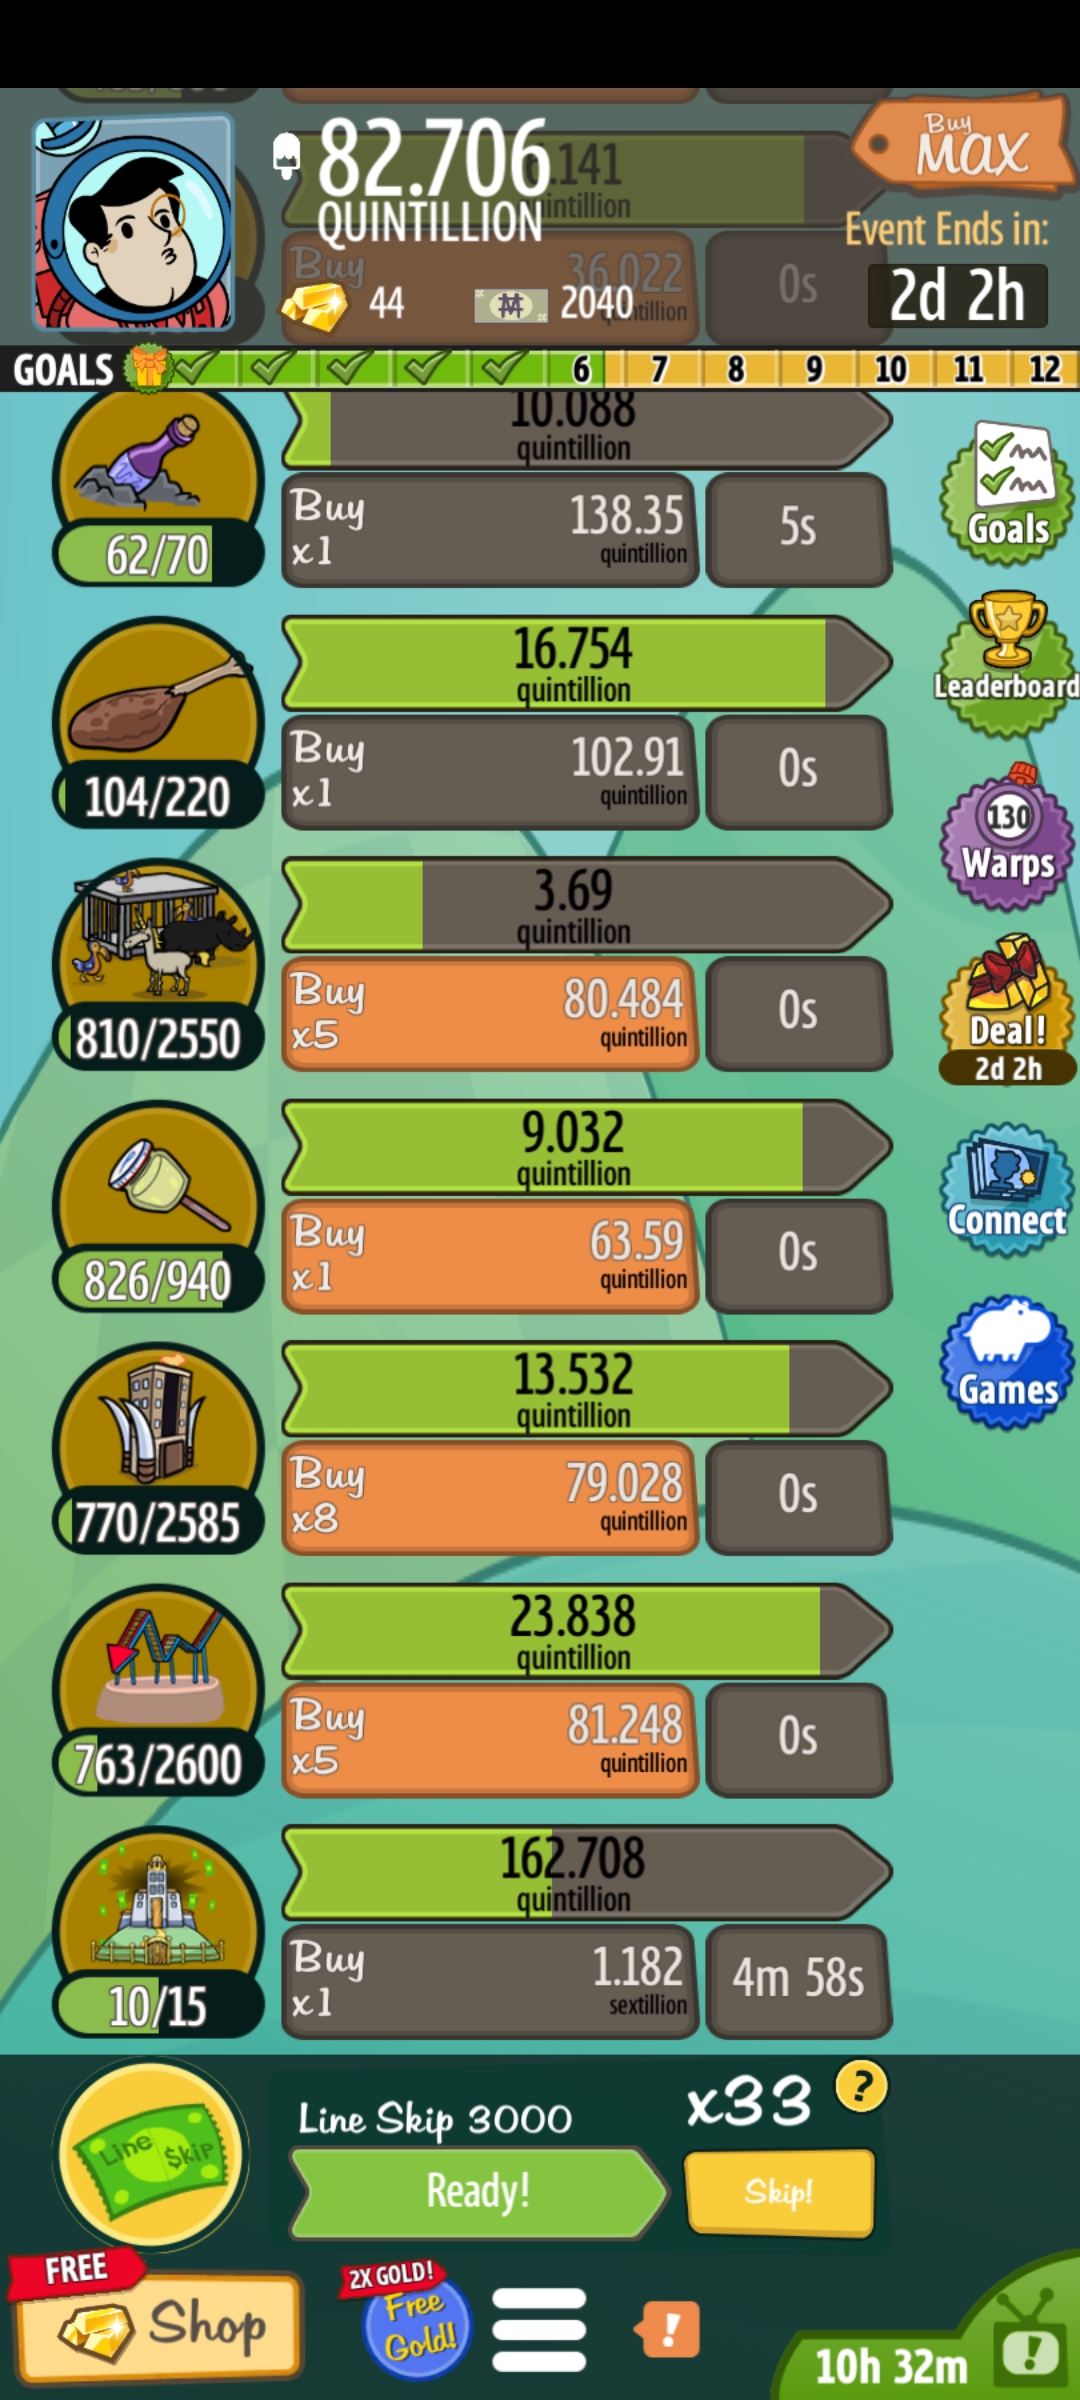 82.706
QUINTILLION
44
2040
Buy
MAX
Event Ends in:
2d 2h
.141
quintillion
Buy
36.022
quintillion
0s
GOALS
6
7
8
9
10
11
12
10.088
quintillion
62/70
Buy
x1
138.35
quintillion
5s
Goals
16.754
quintillion
104/220
Buy
x1
102.91
quintillion
0s
Leaderboard
3.69
quintillion
810/2550
Buy
x5
80.484
quintillion
0s
130
Warps
Deal!
2d 2h
9.032
quintillion
826/940
Buy
x1
63.59
quintillion
0s
Connect
13.532
quintillion
770/2585
Buy
x8
79.028
quintillion
0s
Games
23.838
quintillion
763/2600
Buy
x5
81.248
quintillion
0s
162.708
quintillion
10/15
Buy
x1
1.182
sextillion
4m 58s
Line $kip
Line Skip 3000
x33
?
Ready!
Skip!
FREE
Shop
2X GOLD!
Free
Gold!
!
10h 32m
!